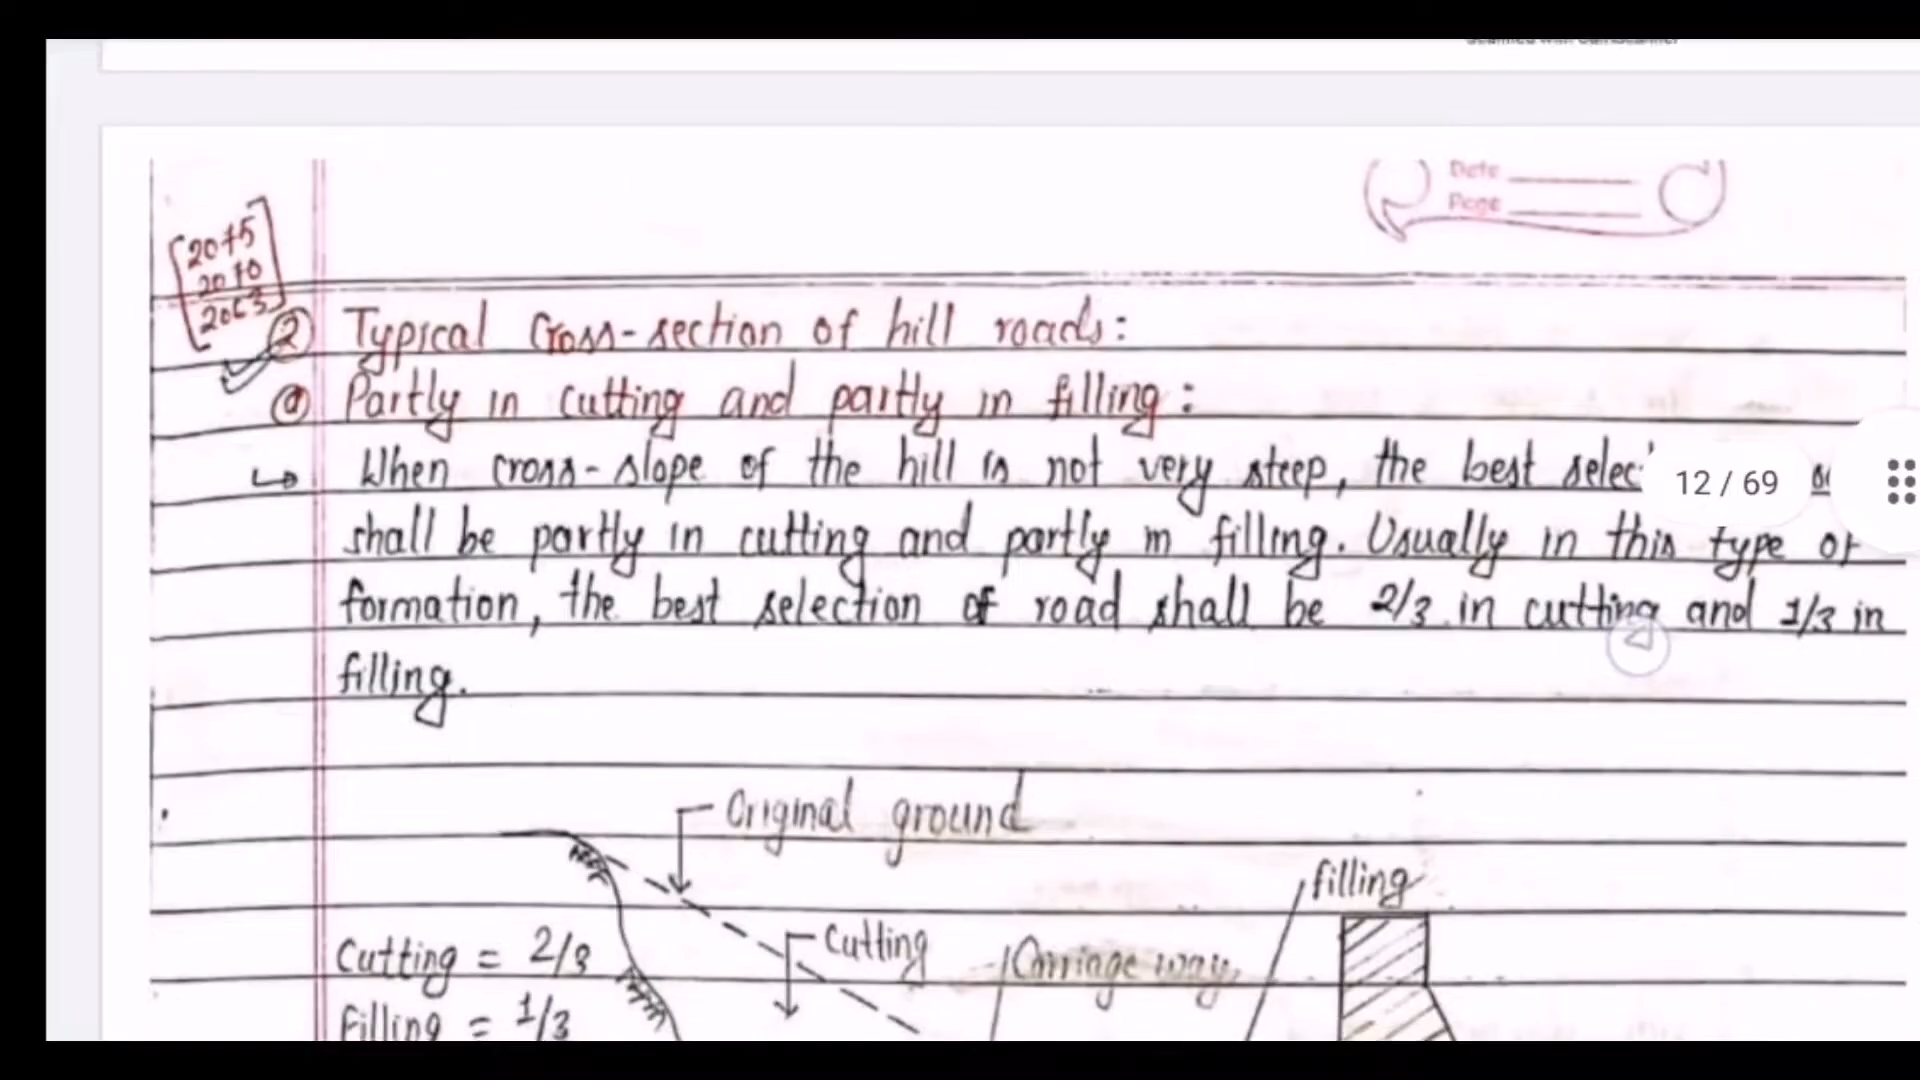 Date
Page
2075
2070
2063
② Typical Cross-section of hill roads:
ⓐ Partly in cutting and partly in filling:
↳ When cross-slope of the hill is not very steep, the best selec
12 / 69
shall be partly in cutting and partly in filling. Usually in this type of
formation, the best selection of road shall be 2/3 in cutting and 1/3 in
filling.
Original ground
filling
Cutting
Carriage way
Cutting = 2/3
Filling = 1/3